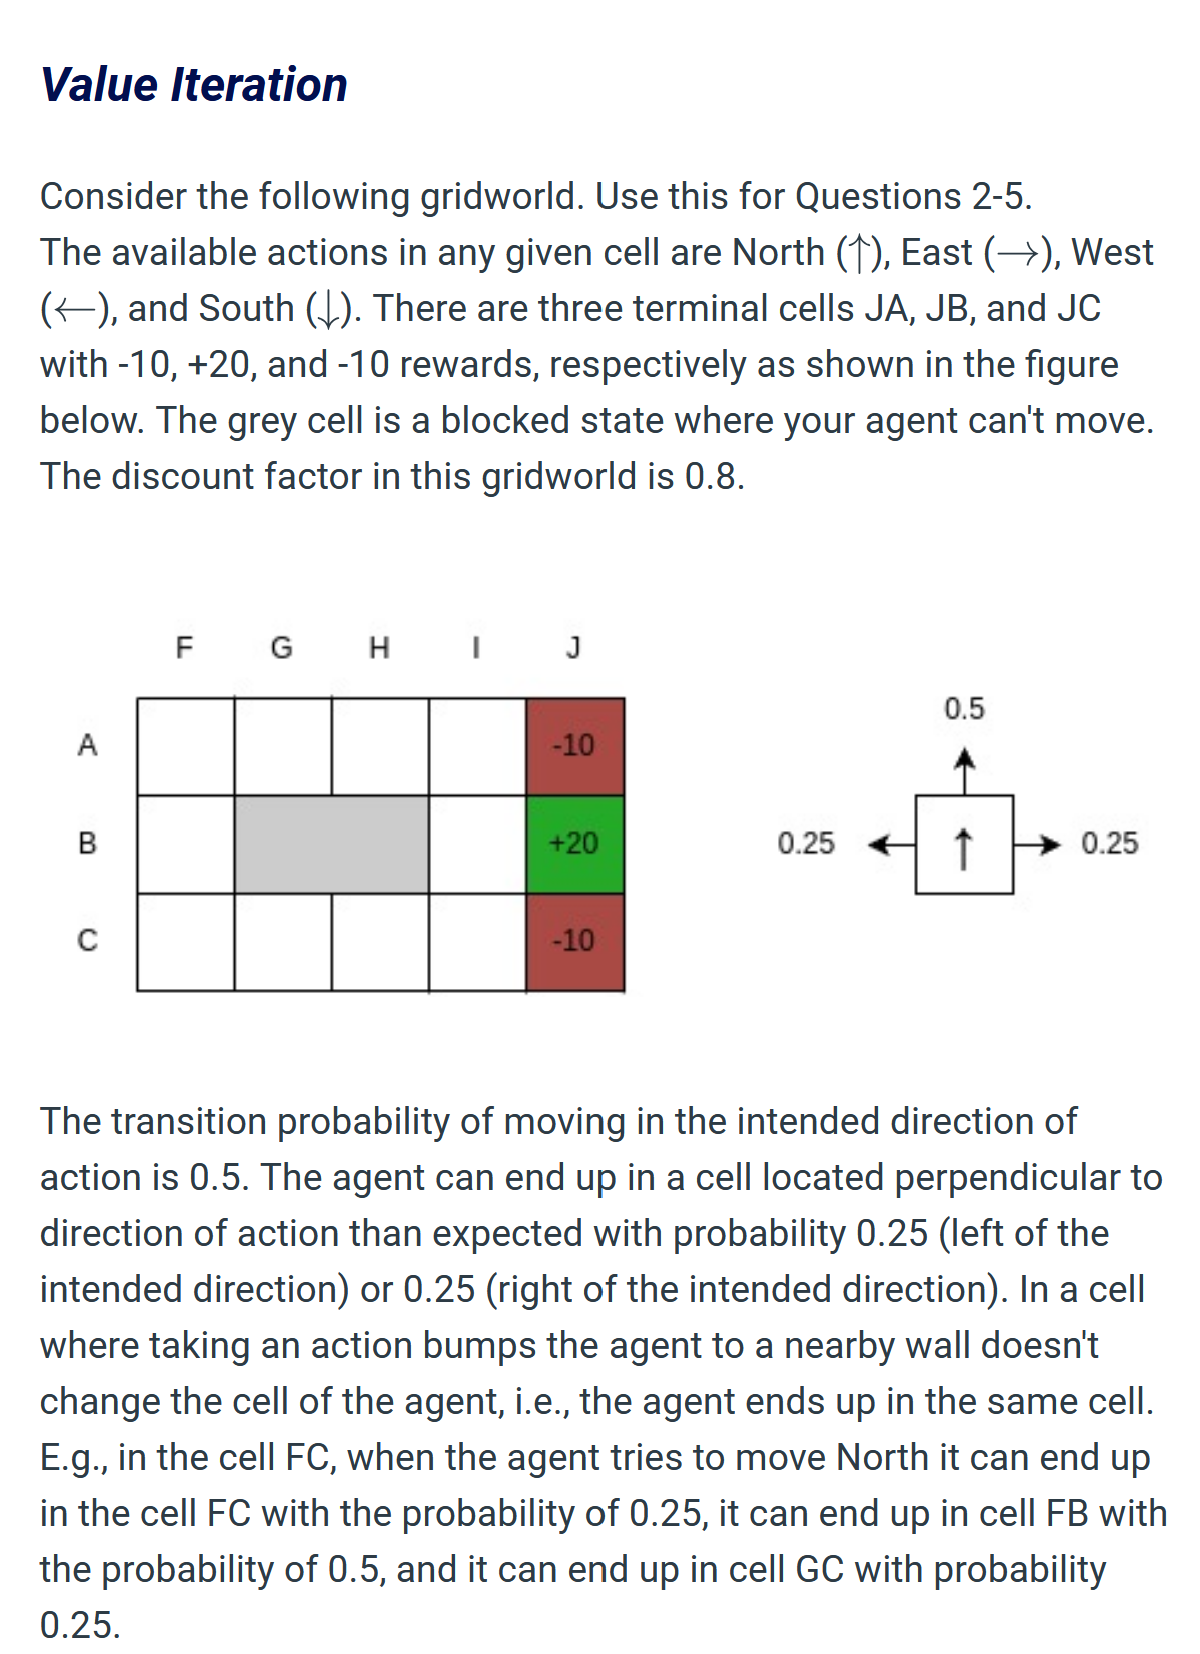 Value Iteration
Consider the following gridworld. Use this for Questions 2-5.
The available actions in any given cell are North (↑), East (→), West
(←), and South (↓). There are three terminal cells JA, JB, and JC
with -10, +20, and -10 rewards, respectively as shown in the figure
below. The grey cell is a blocked state where your agent can't move.
The discount factor in this gridworld is 0.8.
F G H I J
A -10
B +20
C -10
0.5
0.25 ↑ 0.25
The transition probability of moving in the intended direction of
action is 0.5. The agent can end up in a cell located perpendicular to
direction of action than expected with probability 0.25 (left of the
intended direction) or 0.25 (right of the intended direction). In a cell
where taking an action bumps the agent to a nearby wall doesn't
change the cell of the agent, i.e., the agent ends up in the same cell.
E.g., in the cell FC, when the agent tries to move North it can end up
in the cell FC with the probability of 0.25, it can end up in cell FB with
the probability of 0.5, and it can end up in cell GC with probability
0.25.